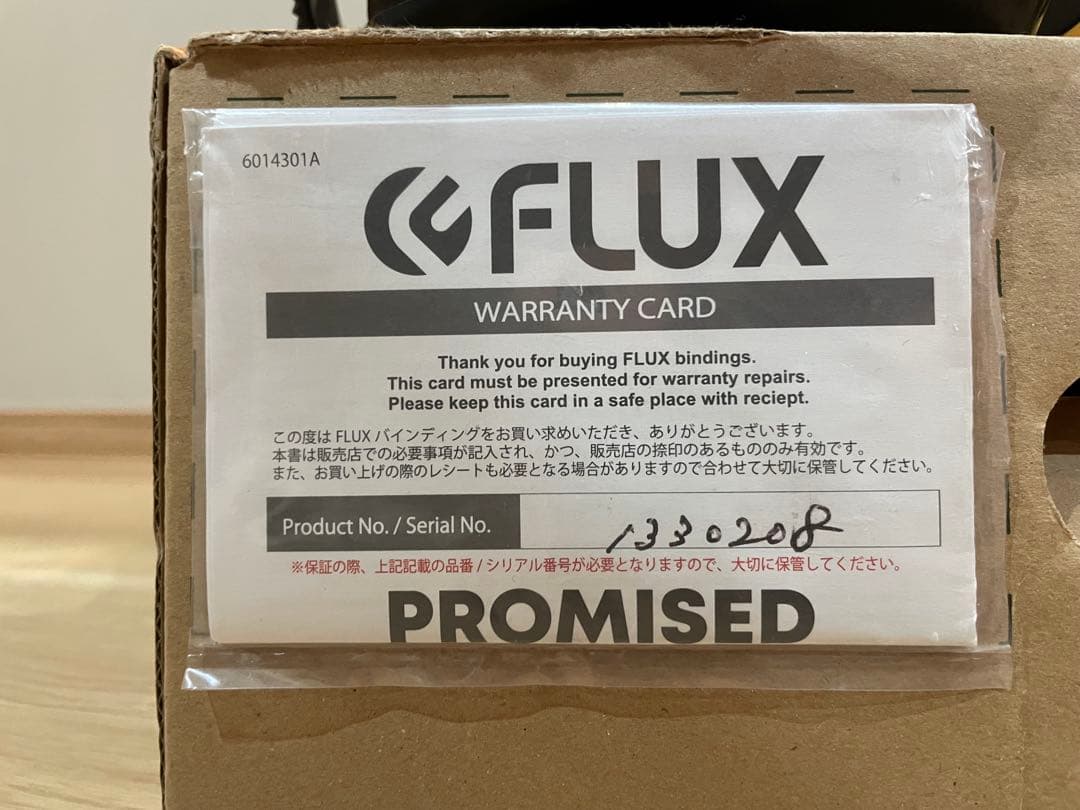 6014301A
FLUX
WARRANTY CARD
Thank you for buying FLUX bindings.
This card must be presented for warranty repairs.
Please keep this card in a safe place with reciept.
この度は FLUX バインディングをお買い求めいただき、ありがとうございます。
本書は販売店での必要事項が記入され、かつ、販売店の捺印のあるもののみ有効です。
また、お買い上げの際のレシートも必要となる場合がありますので合わせて大切に保管してください。
Product No. / Serial No. 1330208
※保証の際、上記記載の品番 / シリアル番号が必要となりますので、大切に保管してください。
PROMISED